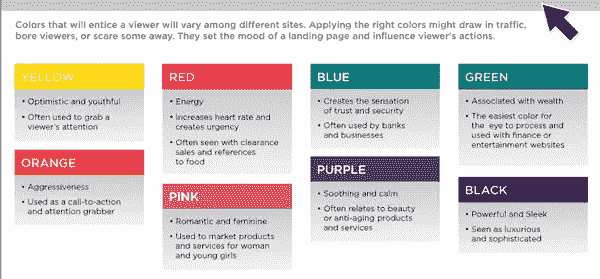 Colors that will entice a viewer will vary among different sites. Applying the right colors might draw in traffic,
bore viewers, or scare some away. They set the mood of a landing page and influence viewer's actions.
YELLOW
• Optimistic and youthful
• Often used to grab a
viewer's attention
ORANGE
• Aggressiveness
• Used as a call-to-action
and attention grabber
RED
• Energy
• Increases heart rate and
creates urgency
• Often seen with clearance
sales and references
to food
PINK
• Romantic and feminine
• Used to market products
and services for woman
and young girls
BLUE
• Creates the sensation
of trust and security
• Often used by banks
and businesses
PURPLE
• Soothing and calm
• Often relates to beauty
or anti-aging products
and services
GREEN
• Associated with wealth
• The easiest color for
the eye to process and
used with finance or
entertainment websites
BLACK
• Powerful and Sleek
• Seen as luxurious
and sophisticated